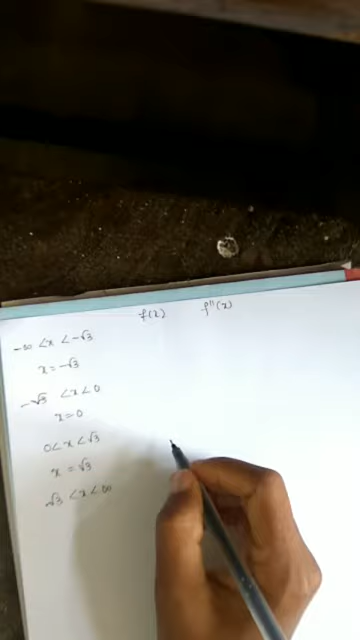 f(x) f''(x)
-∞ < x < -√3
x = -√3
-√3 < x < 0
x = 0
0 < x < √3
x = √3
√3 < x < ∞